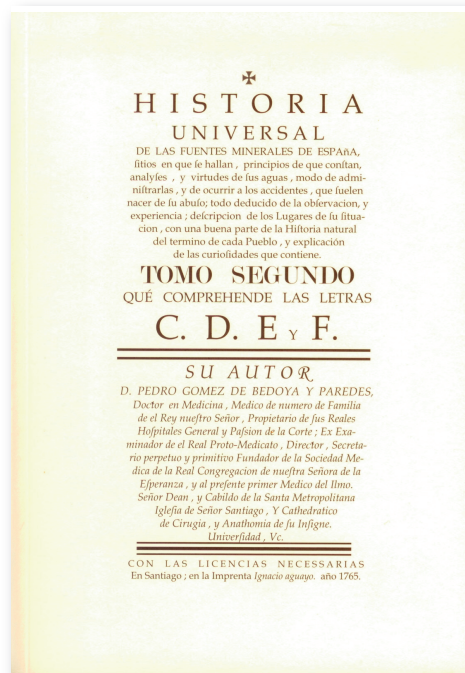 ✠
HISTORIA
UNIVERSAL
DE LAS FUENTES MINERALES DE ESPAñA,
ſitios en que ſe hallan , principios de que conſtan,
analyſes , y virtudes de ſus aguas , modo de admi-
niſtrarlas , y de ocurrir a los accidentes , que ſuelen
nacer de ſu abuſo; todo deducido de la obſervacion, y
experiencia ; deſcripcion de los Lugares de ſu ſitua-
cion , con una buena parte de la Hiſtoria natural
del termino de cada Pueblo , y explicación
de las curioſidades que contiene.
TOMO SEGUNDO
QUÉ COMPREHENDE LAS LETRAS
C. D. E Y F.
SU AUTOR
D. PEDRO GOMEZ DE BEDOYA Y PAREDES,
Doctor en Medicina , Medico de numero de Familia
de el Rey nueſtro Señor , Propietario de ſus Reales
Hoſpitales General y Paſsion de la Corte ; Ex Exa-
minador de el Real Proto-Medicato , Director , Secreta-
rio perpetuo y primitivo Fundador de la Sociedad Me-
dica de la Real Congregacion de nueſtra Señora de la
Eſperanza , y al preſente primer Medico del Ilmo.
Señor Dean , y Cabildo de la Santa Metropolitana
Igleſia de Señor Santiago , Y Cathedratico
de Cirugia , y Anathomia de ſu Inſigne.
Univerſidad , Vc.
CON LAS LICENCIAS NECESSARIAS
En Santiago ; en la Imprenta Ignacio aguayo. año 1765.